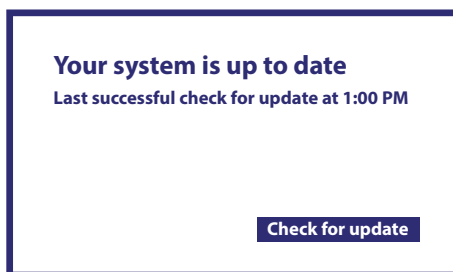 Your system is up to date
Last successful check for update at 1:00 PM
Check for update